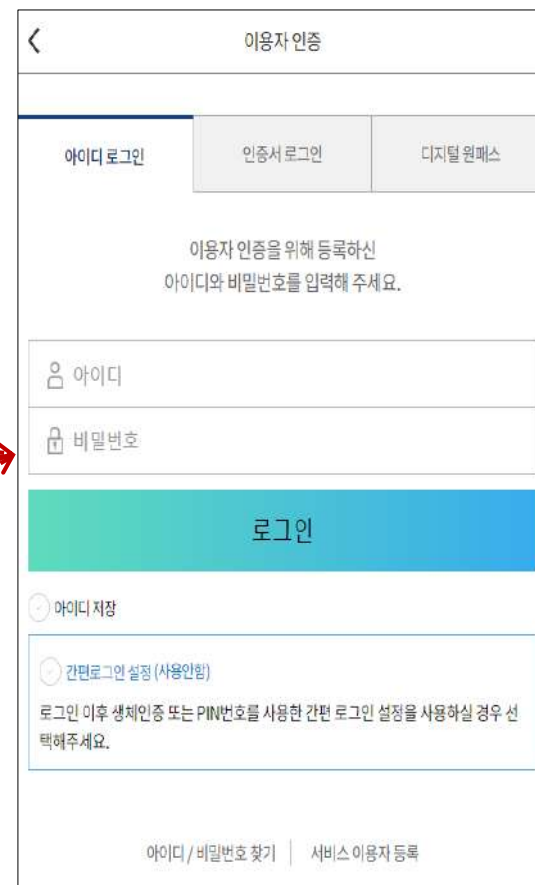 이용자 인증
아이디 로그인
인증서 로그인
디지털 원패스
이용자 인증을 위해 등록하신
아이디와 비밀번호를 입력해 주세요.
아이디
비밀번호
로그인
아이디 저장
간편로그인 설정 (사용안함)
로그인 이후 생체인증 또는 PIN번호를 사용한 간편 로그인 설정을 사용하실 경우 선
택해주세요.
아이디 / 비밀번호 찾기 | 서비스 이용자 등록